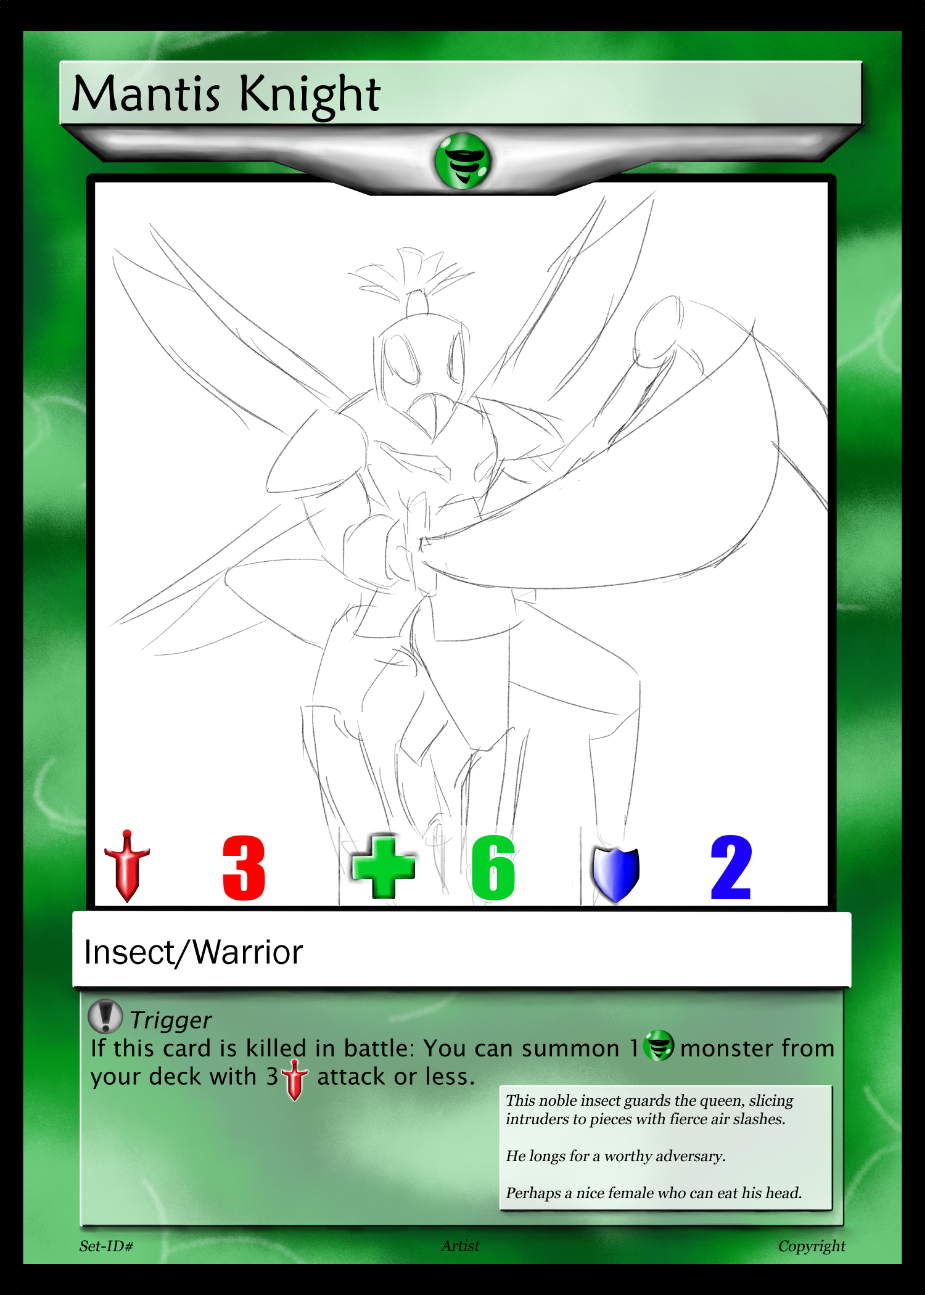 Mantis Knight
3 6 2
Insect/Warrior
Trigger
If this card is killed in battle: You can summon 1 monster from
your deck with 3 attack or less.
This noble insect guards the queen, slicing
intruders to pieces with fierce air slashes.
He longs for a worthy adversary.
Perhaps a nice female who can eat his head.
Set-ID# Artist Copyright